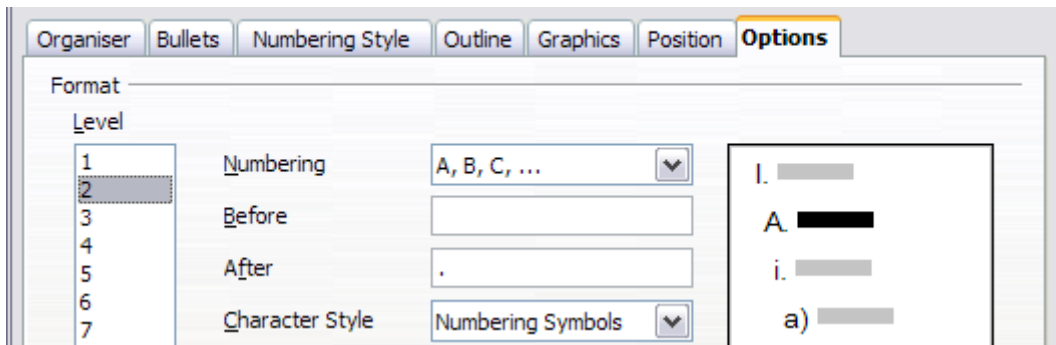 Organiser Bullets Numbering Style Outline Graphics Position Options
Format
Level
1
2
3
4
5
6
7
Numbering A, B, C, ...
Before
After .
Character Style Numbering Symbols
I.
A.
i.
a)